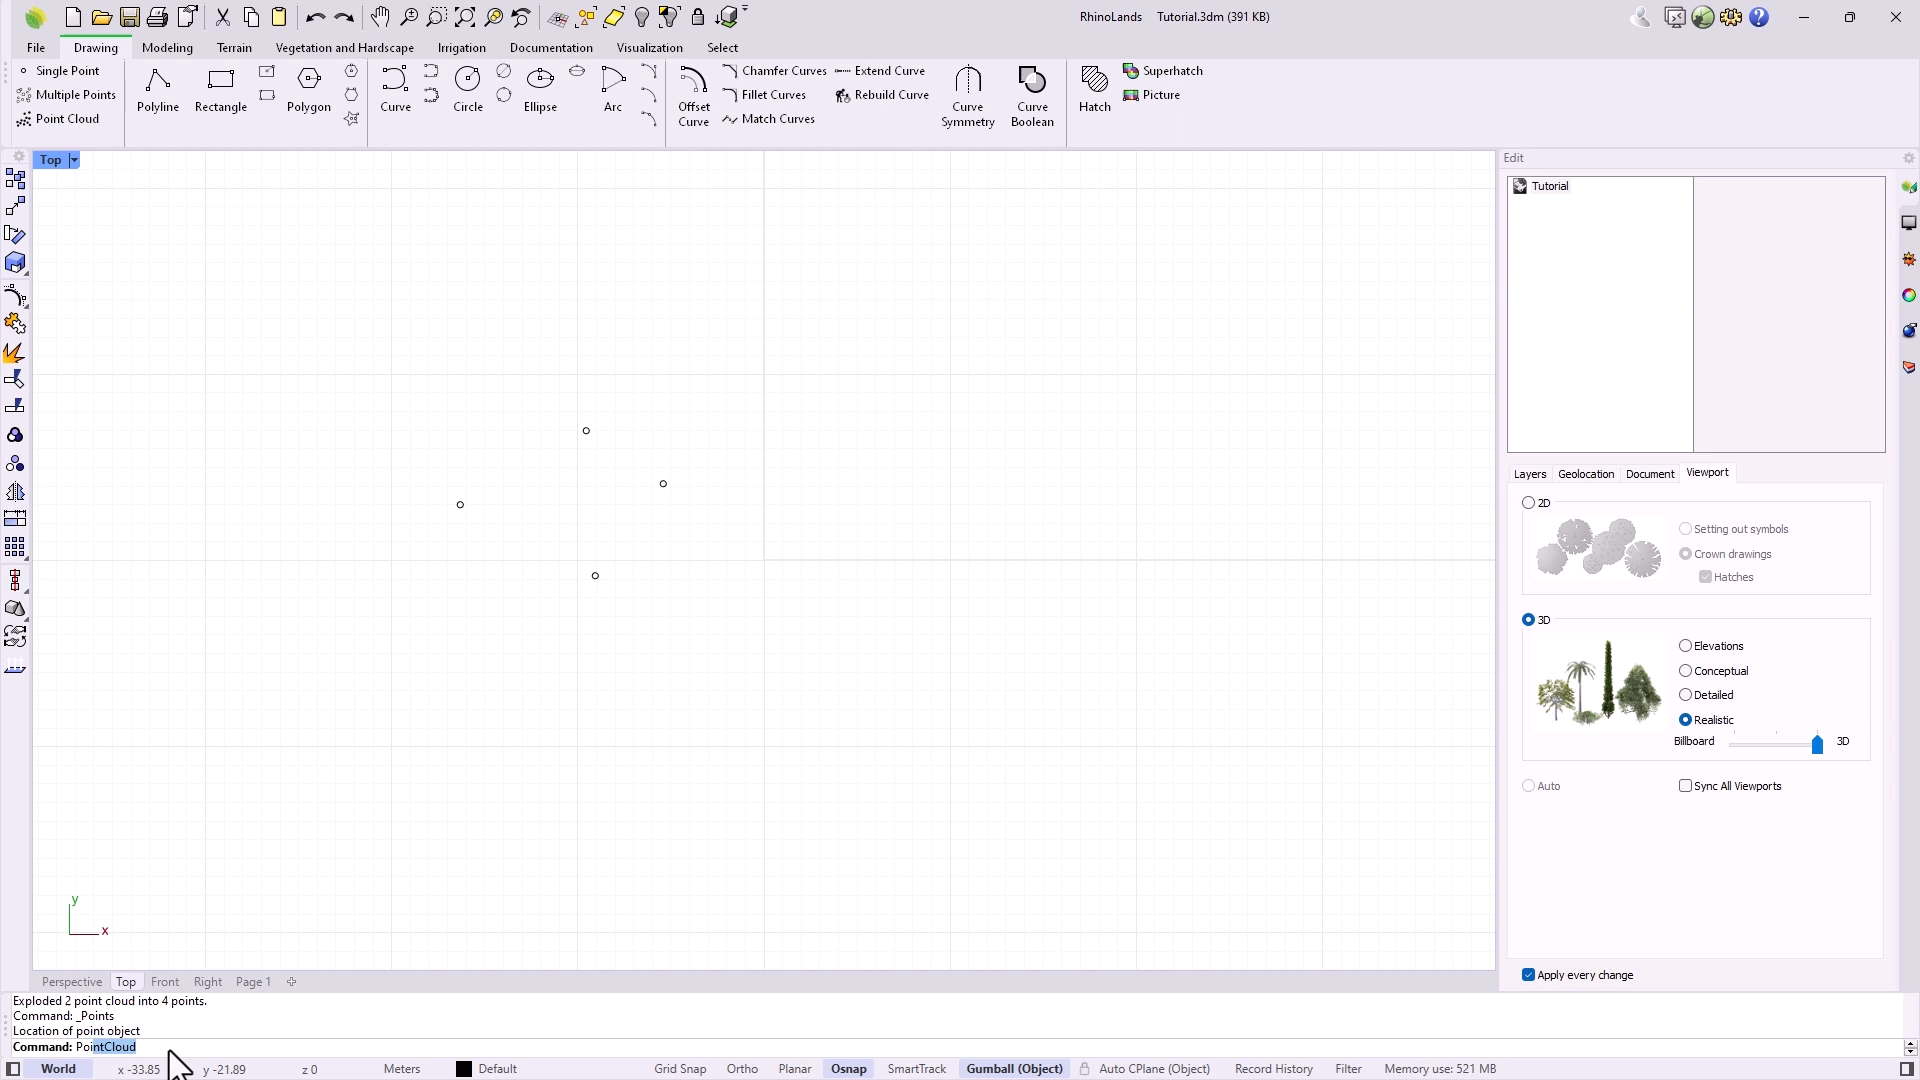 RhinoLands Tutorial.3dm (391 KB)
File Drawing Modeling Terrain Vegetation and Hardscape Irrigation Documentation Visualization Select
Single Point
Multiple Points
Point Cloud
Polyline
Rectangle
Polygon
Curve
Circle
Ellipse
Arc
Offset
Curve
Chamfer Curves
Fillet Curves
Match Curves
Extend Curve
Rebuild Curve
Curve
Symmetry
Curve
Boolean
Hatch
Superhatch
Picture
Top
Edit
Tutorial
Layers Geolocation Document Viewport
2D
Setting out symbols
Crown drawings
Hatches
3D
Elevations
Conceptual
Detailed
Realistic
Billboard 3D
Auto Sync All Viewports
Apply every change
y
x
Perspective Top Front Right Page 1
Exploded 2 point cloud into 4 points.
Command: _Points
Location of point object
Command: PointCloud
World x -33.85 y -21.89 z 0 Meters Default Grid Snap Ortho Planar Osnap SmartTrack Gumball (Object) Auto CPlane (Object) Record History Filter Memory use: 521 MB